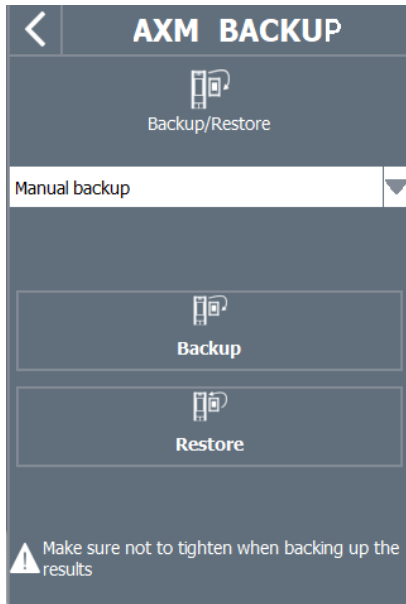 AXM BACKUP
Backup/Restore
Manual backup
Backup
Restore
Make sure not to tighten when backing up the
results